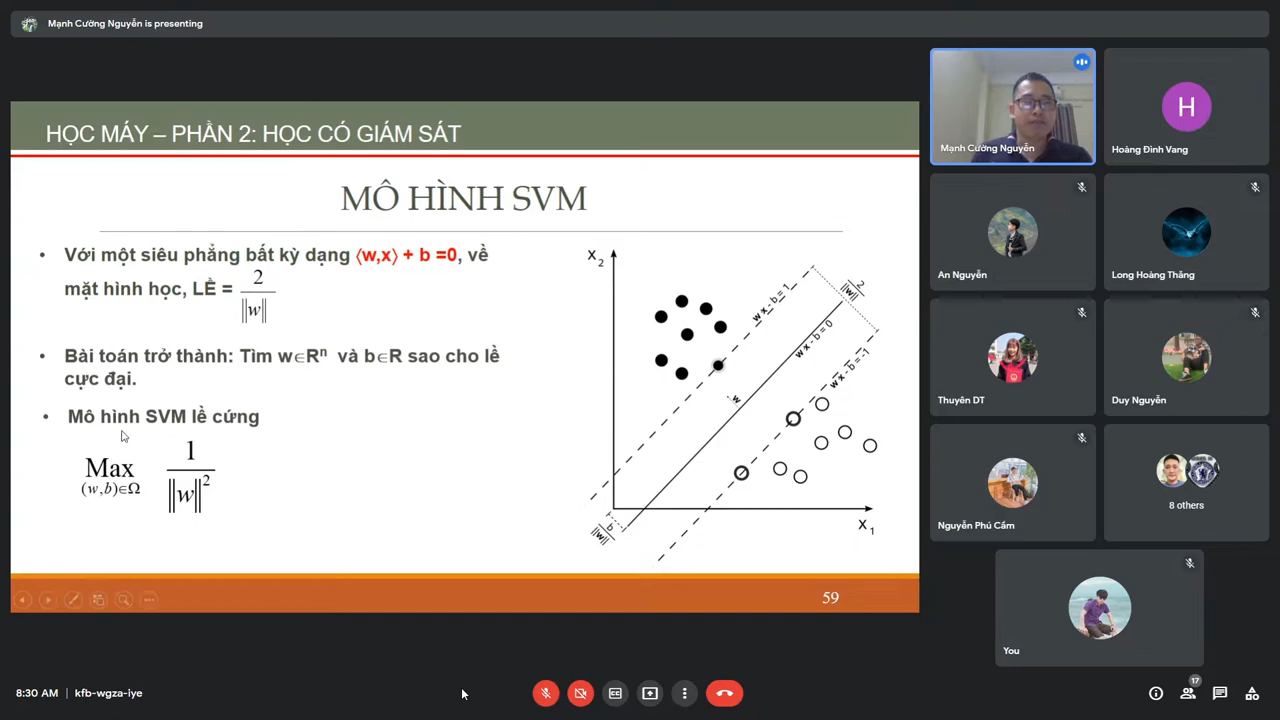 Mạnh Cường Nguyễn is presenting
HỌC MÁY – PHẦN 2: HỌC CÓ GIÁM SÁT
MÔ HÌNH SVM
• Với một siêu phẳng bất kỳ dạng ⟨w,x⟩ + b =0, về
mặt hình học, LỀ = 2 / ‖w‖
• Bài toán trở thành: Tìm w∈Rⁿ và b∈R sao cho lề
cực đại.
• Mô hình SVM lề cứng
Max 1 / ‖w‖²
(w,b)∈Ω
x₂
w x - b = 1
2 / ‖w‖
w x - b = 0
w x - b = -1
w
b / ‖w‖
x₁
59
Mạnh Cường Nguyễn
H
Hoàng Đình Vang
An Nguyễn
Long Hoàng Thăng
Thuyên DT
Duy Nguyễn
Nguyễn Phú Cầm
8 others
You
8:30 AM | kfb-wgza-iye
CC
17